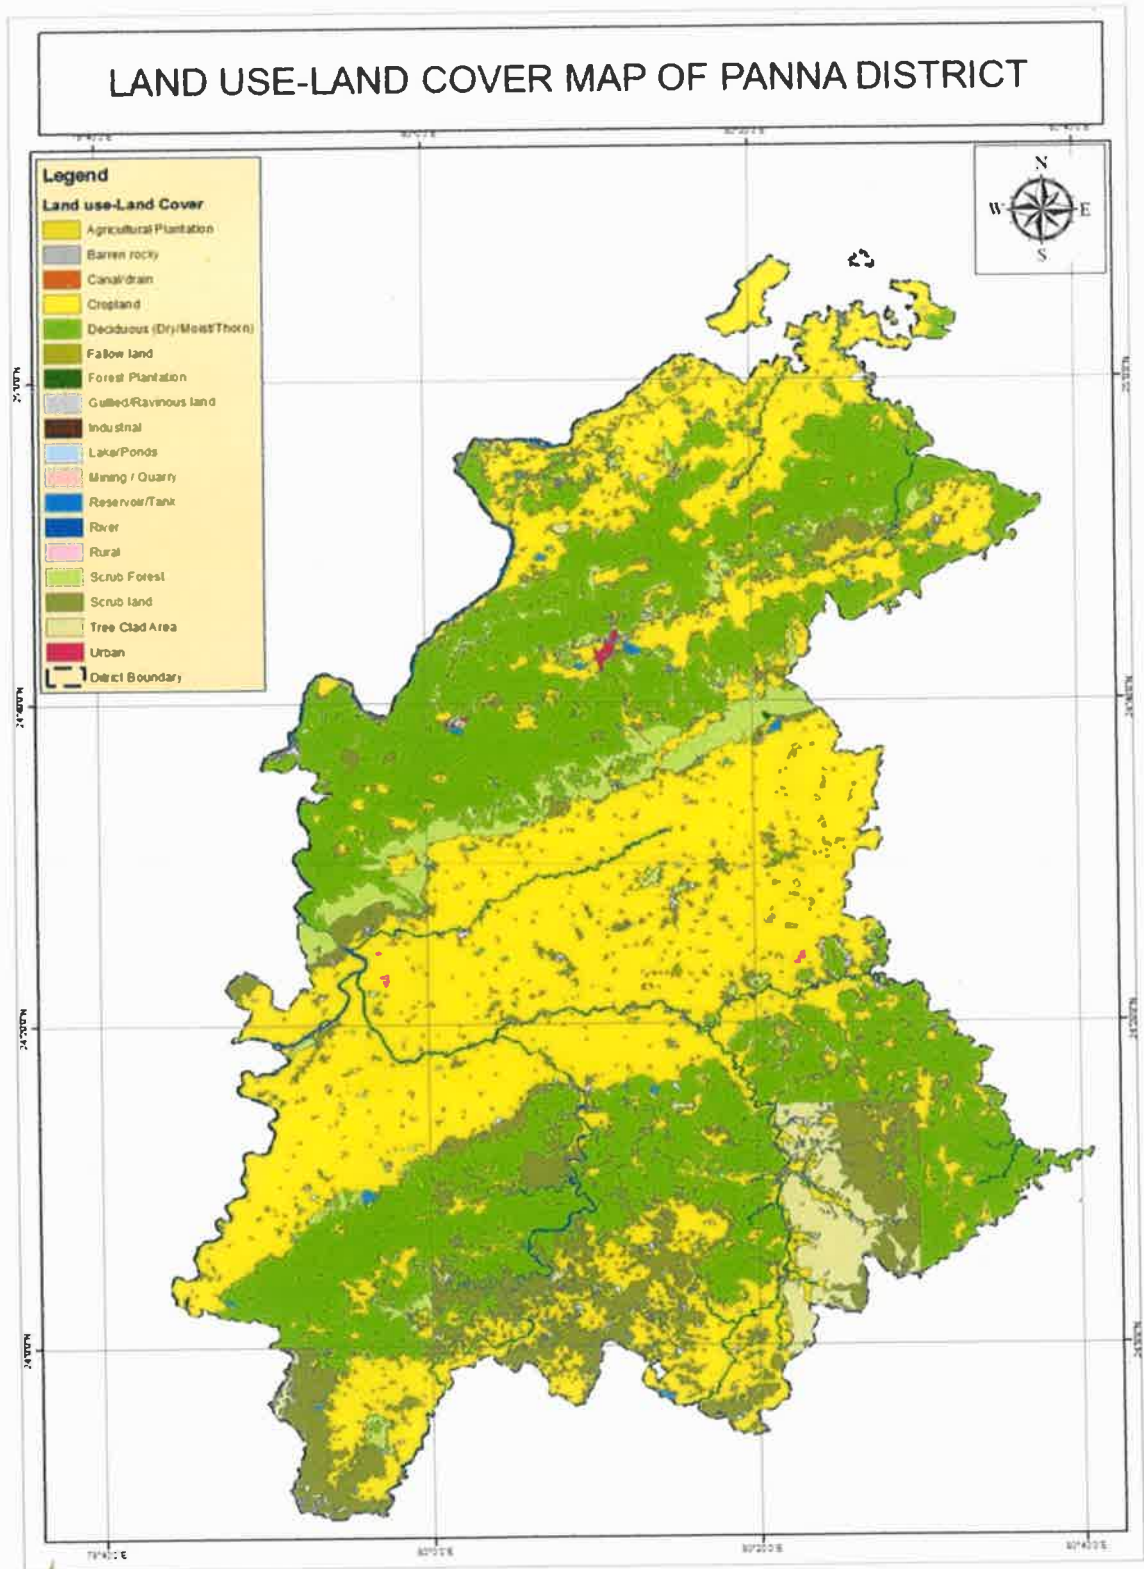 LAND USE-LAND COVER MAP OF PANNA DISTRICT
Legend
Land use-Land Cover
Agricultural Plantation
Barren rocky
Canal/drain
Cropland
Deciduous (Dry/Moist/Thorn)
Fallow land
Forest Plantation
Gullied/Ravinous land
Industrial
Lake/Ponds
Mining / Quarry
Reservoir/Tank
River
Rural
Scrub Forest
Scrub land
Tree Clad Area
Urban
District Boundary
N
W E
S